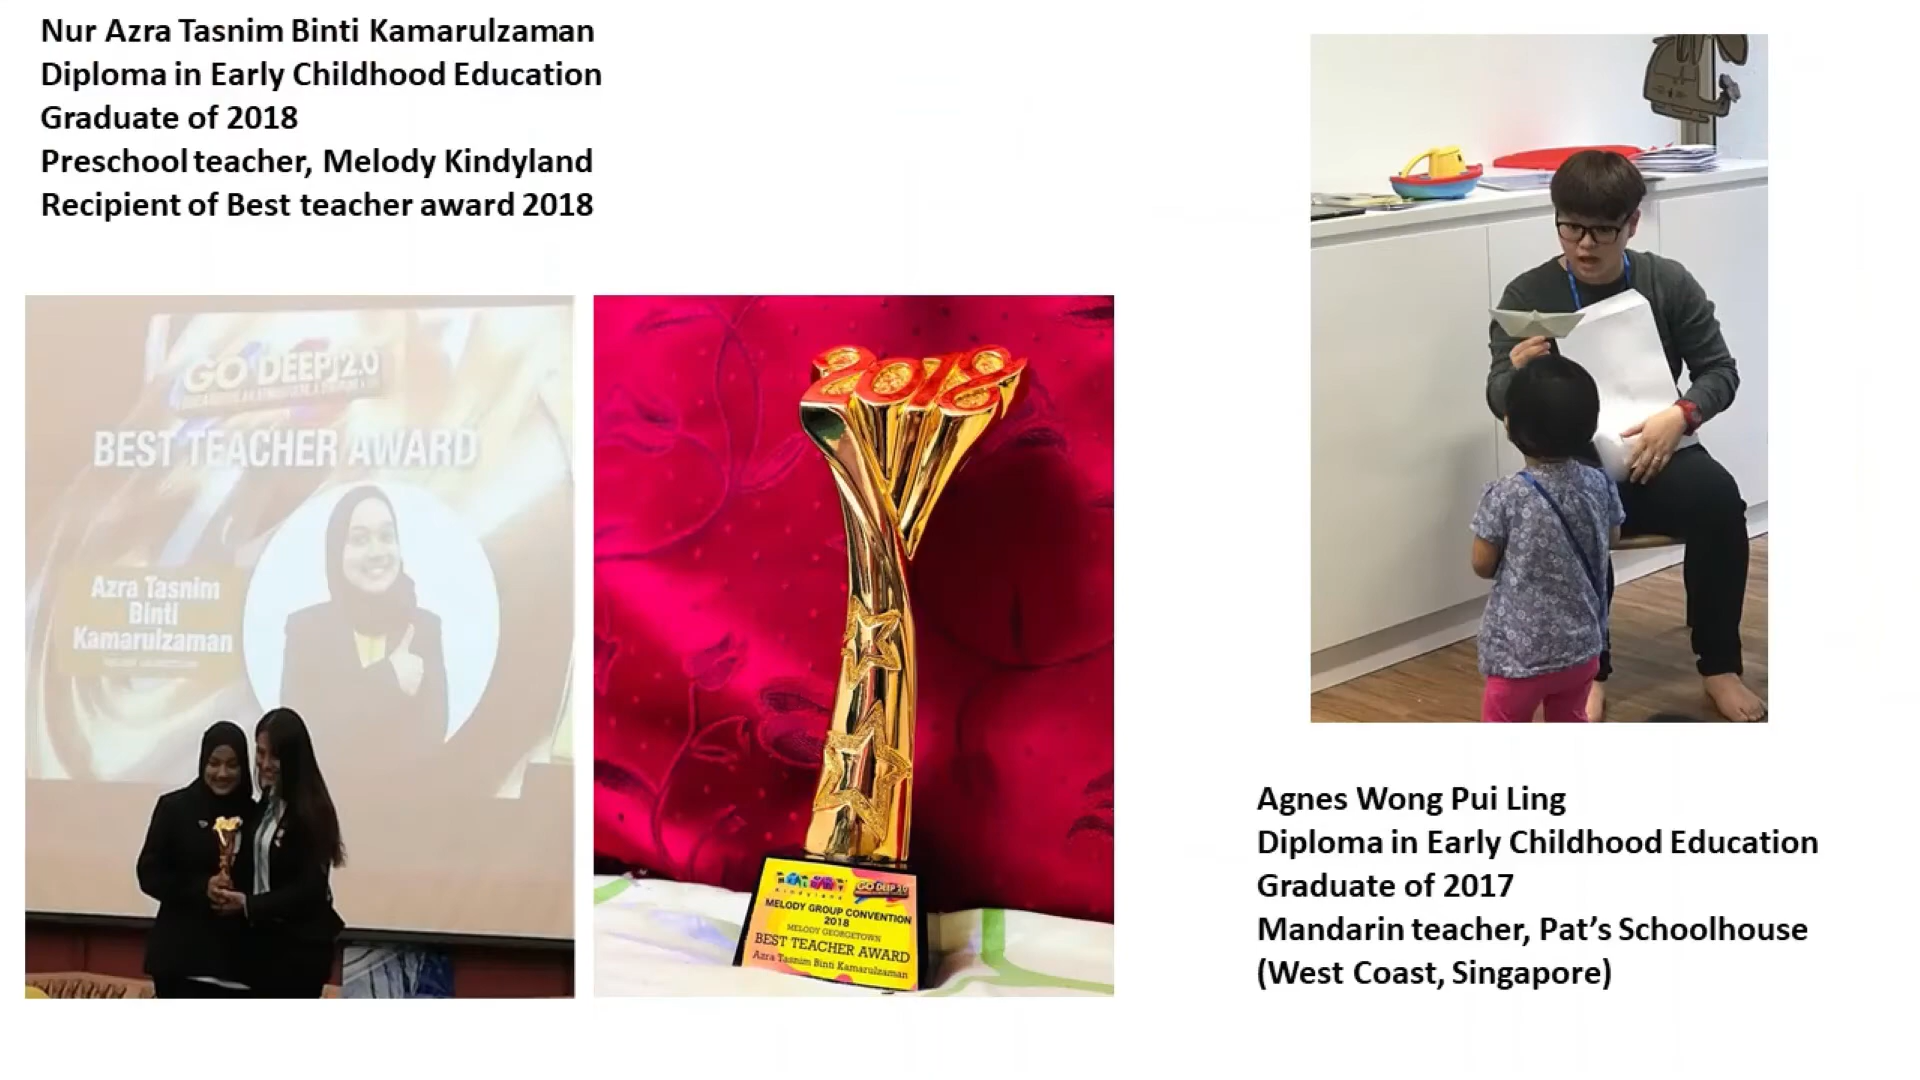 Nur Azra Tasnim Binti Kamarulzaman
Diploma in Early Childhood Education
Graduate of 2018
Preschool teacher, Melody Kindyland
Recipient of Best teacher award 2018
GO DEEP 2.0
BEST TEACHER AWARD
Azra Tasnim
Binti
Kamarulzaman
2018
GO DEEP 2.0
MELODY GROUP CONVENTION
2018
MELODY GEORGETOWN
BEST TEACHER AWARD
Azra Tasnim Binti Kamarulzaman
Agnes Wong Pui Ling
Diploma in Early Childhood Education
Graduate of 2017
Mandarin teacher, Pat’s Schoolhouse
(West Coast, Singapore)